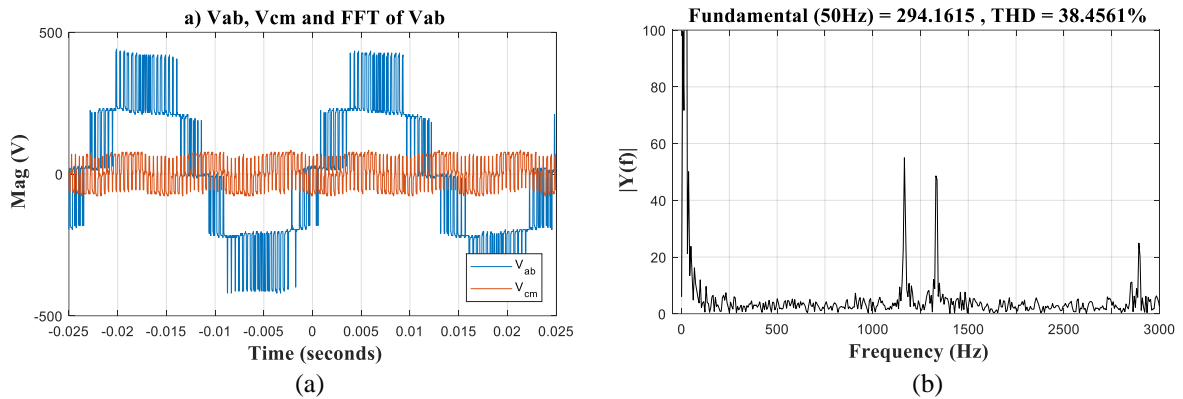 a) Vab, Vcm and FFT of Vab
500
0
-500
Mag (V)
-0.025 -0.02 -0.015 -0.01 -0.005 0 0.005 0.01 0.015 0.02 0.025
Time (seconds)
V ab
V cm
(a)
Fundamental (50Hz) = 294.1615 , THD = 38.4561%
100
80
60
40
20
0
|Y(f)|
0 500 1000 1500 2000 2500 3000
Frequency (Hz)
(b)